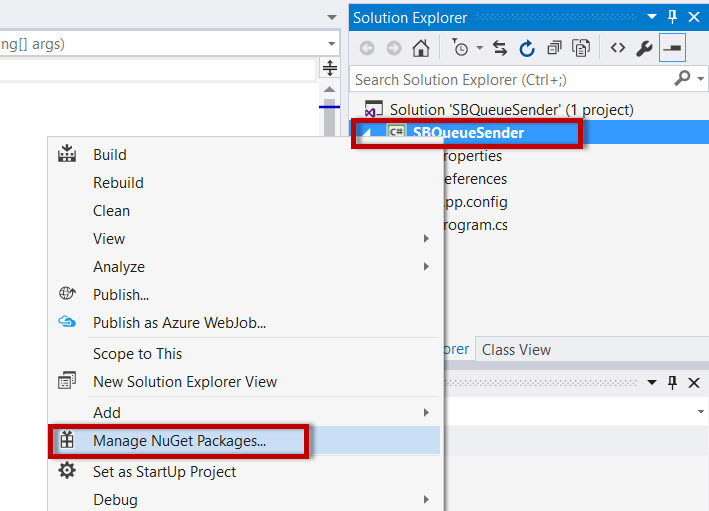 Solution Explorer
ng[] args)
Search Solution Explorer (Ctrl+;)
Solution 'SBQueueSender' (1 project)
C# SBQueueSender
roperties
eferences
pp.config
rogram.cs
Build
Rebuild
Clean
View
Analyze
Publish...
Publish as Azure WebJob...
Scope to This
New Solution Explorer View
Add
Manage NuGet Packages...
Set as StartUp Project
Debug
orer Class View